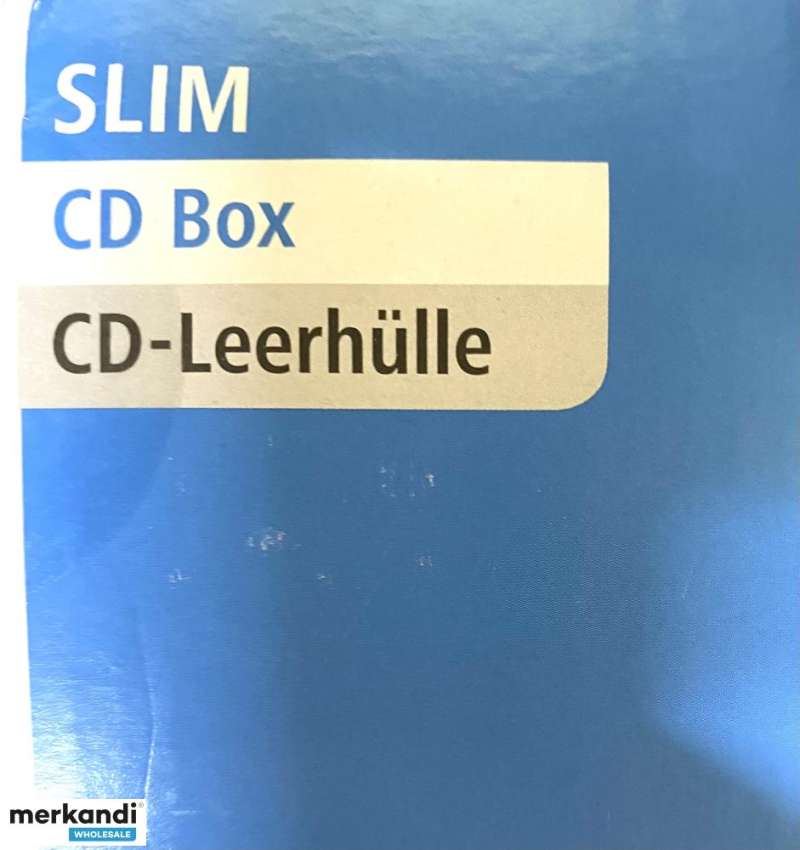 SLIM
CD Box
CD-Leerhülle
merkandi®
WHOLESALE